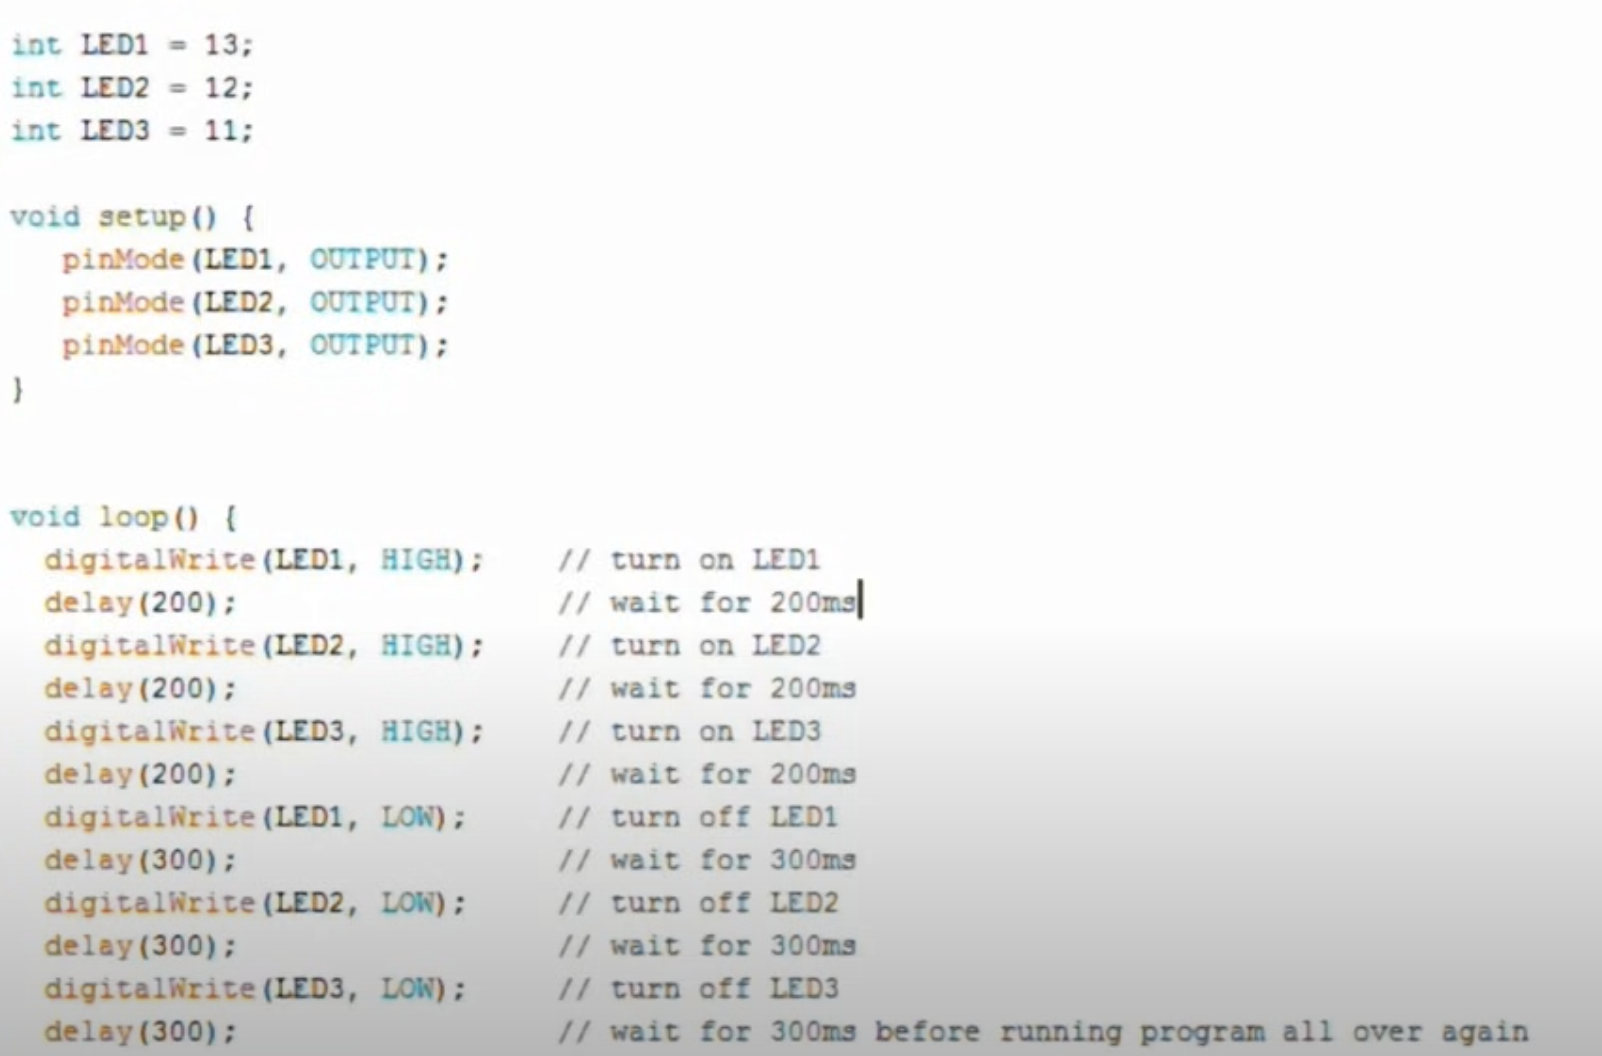 int LED1 = 13;
int LED2 = 12;
int LED3 = 11;
void setup() {
pinMode(LED1, OUTPUT);
pinMode(LED2, OUTPUT);
pinMode(LED3, OUTPUT);
}
void loop() {
digitalWrite(LED1, HIGH); // turn on LED1
delay(200); // wait for 200ms
digitalWrite(LED2, HIGH); // turn on LED2
delay(200); // wait for 200ms
digitalWrite(LED3, HIGH); // turn on LED3
delay(200); // wait for 200ms
digitalWrite(LED1, LOW); // turn off LED1
delay(300); // wait for 300ms
digitalWrite(LED2, LOW); // turn off LED2
delay(300); // wait for 300ms
digitalWrite(LED3, LOW); // turn off LED3
delay(300); // wait for 300ms before running program all over again